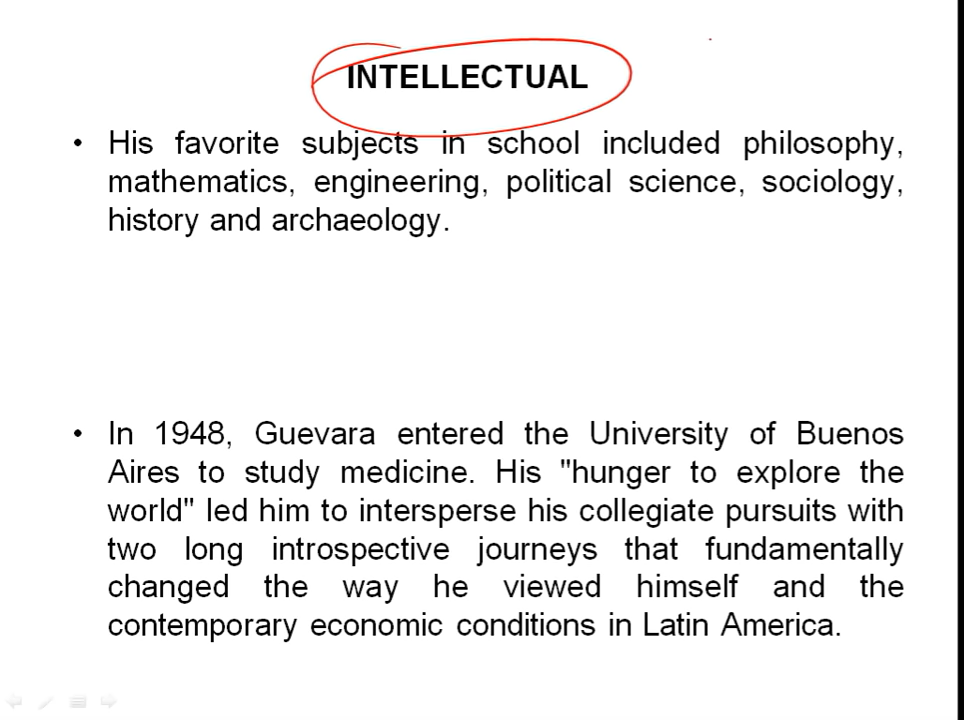 INTELLECTUAL
• His favorite subjects in school included philosophy,
mathematics, engineering, political science, sociology,
history and archaeology.
• In 1948, Guevara entered the University of Buenos
Aires to study medicine. His "hunger to explore the
world" led him to intersperse his collegiate pursuits with
two long introspective journeys that fundamentally
changed the way he viewed himself and the
contemporary economic conditions in Latin America.